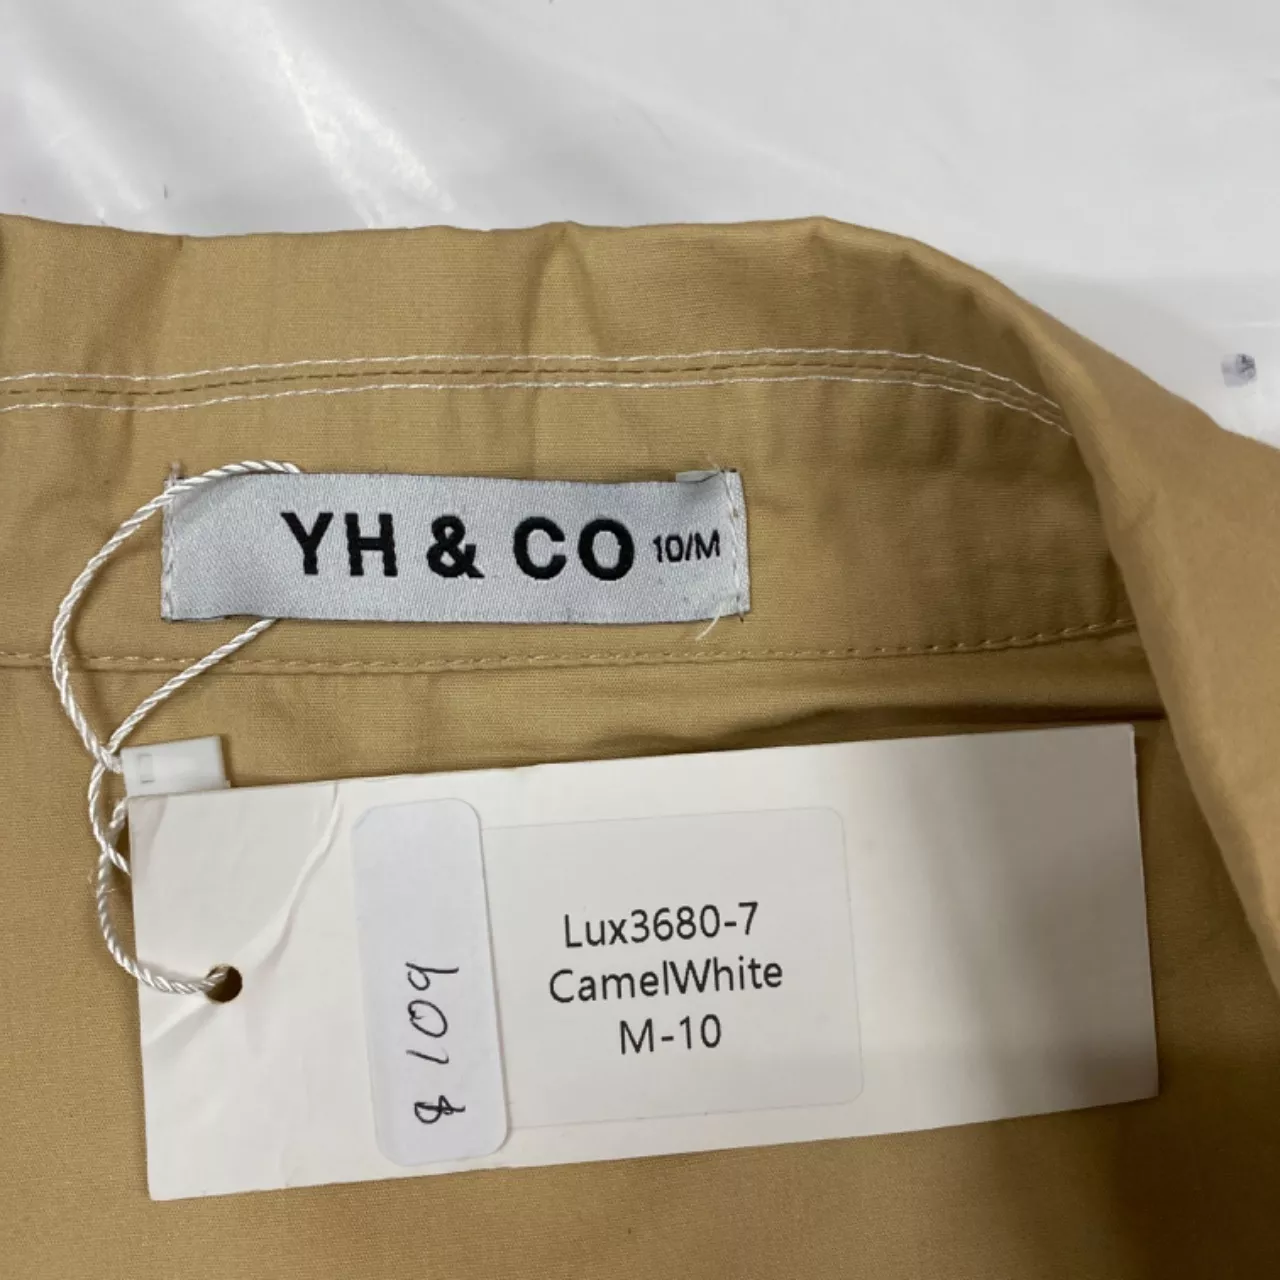 YH & CO 10/M
Lux3680-7
CamelWhite
M-10
$ 109